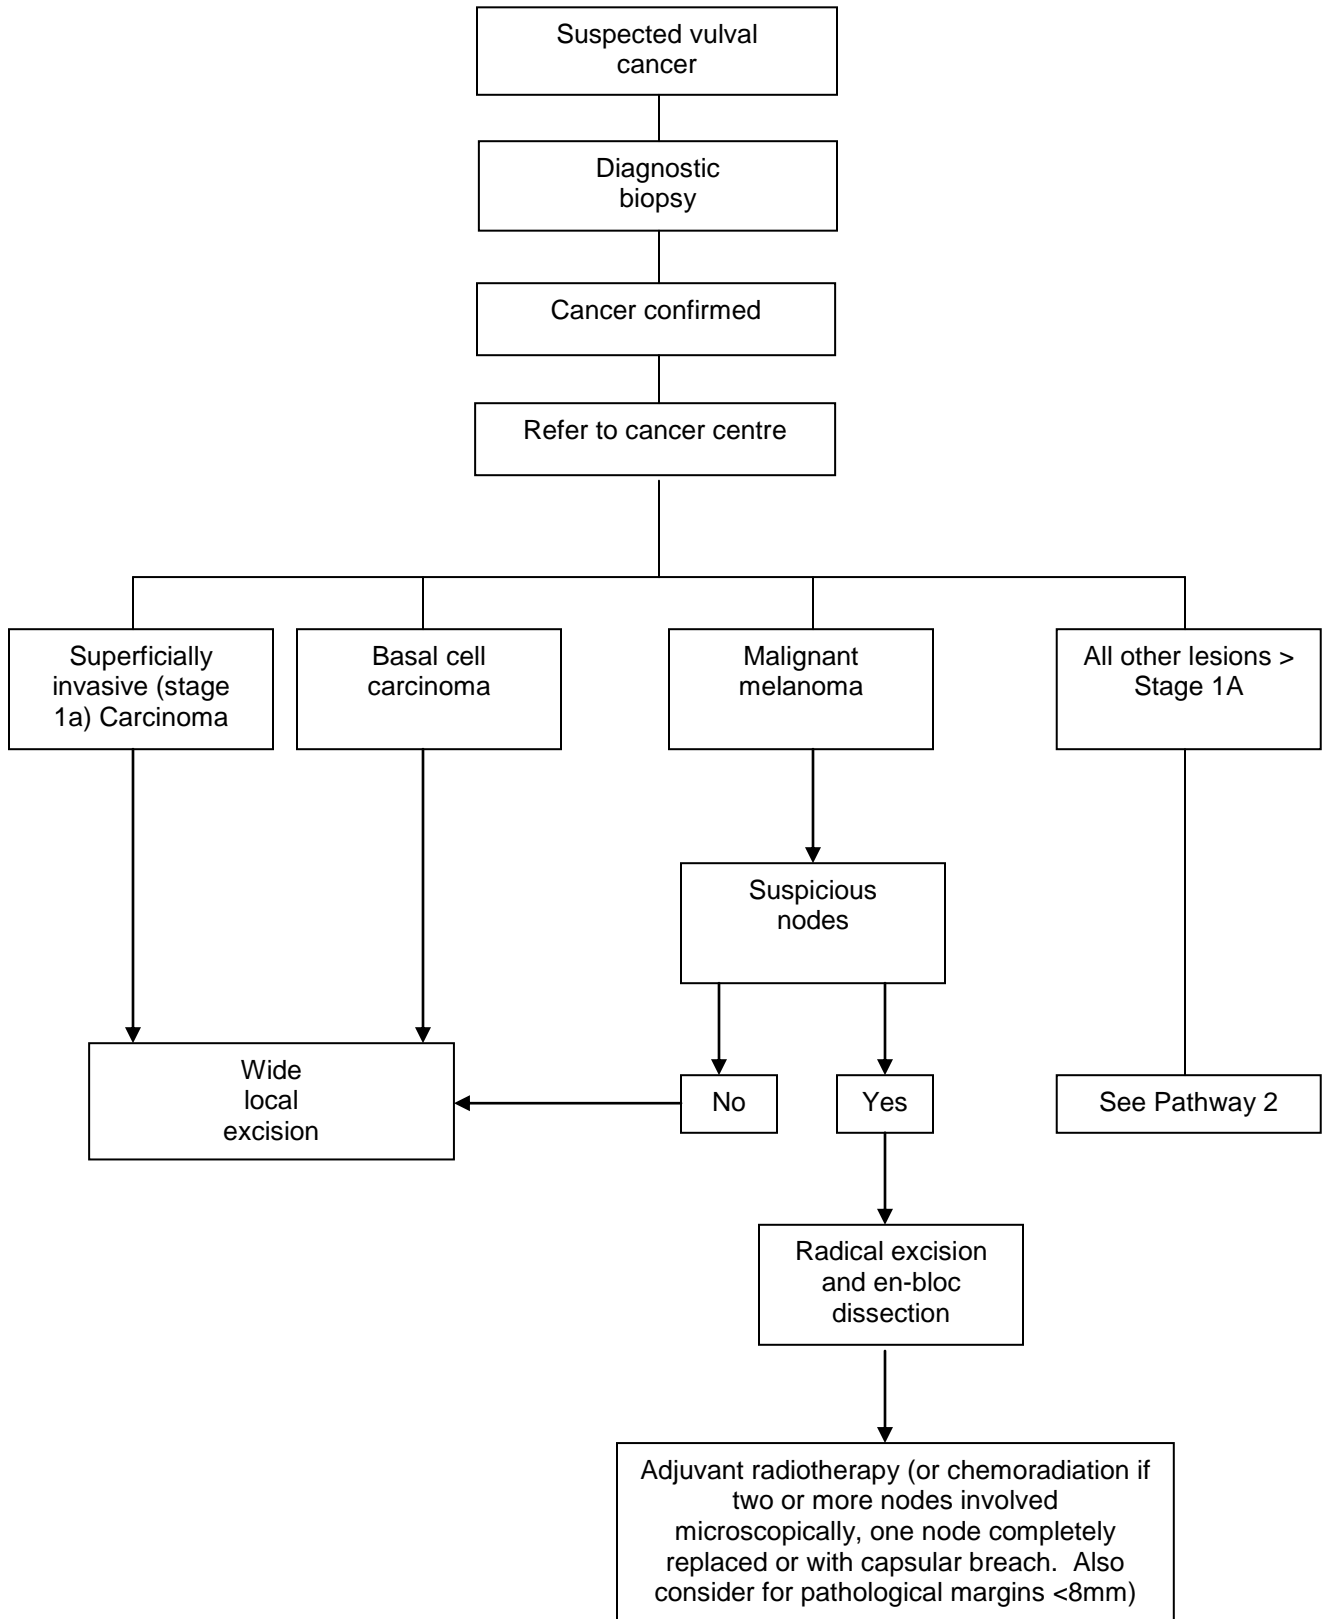 Suspected vulval
cancer
Diagnostic
biopsy
Cancer confirmed
Refer to cancer centre
Superficially
invasive (stage
1a) Carcinoma
Basal cell
carcinoma
Malignant
melanoma
All other lesions >
Stage 1A
Suspicious
nodes
Wide
local
excision
No
Yes
See Pathway 2
Radical excision
and en-bloc
dissection
Adjuvant radiotherapy (or chemoradiation if
two or more nodes involved
microscopically, one node completely
replaced or with capsular breach.  Also
consider for pathological margins <8mm)